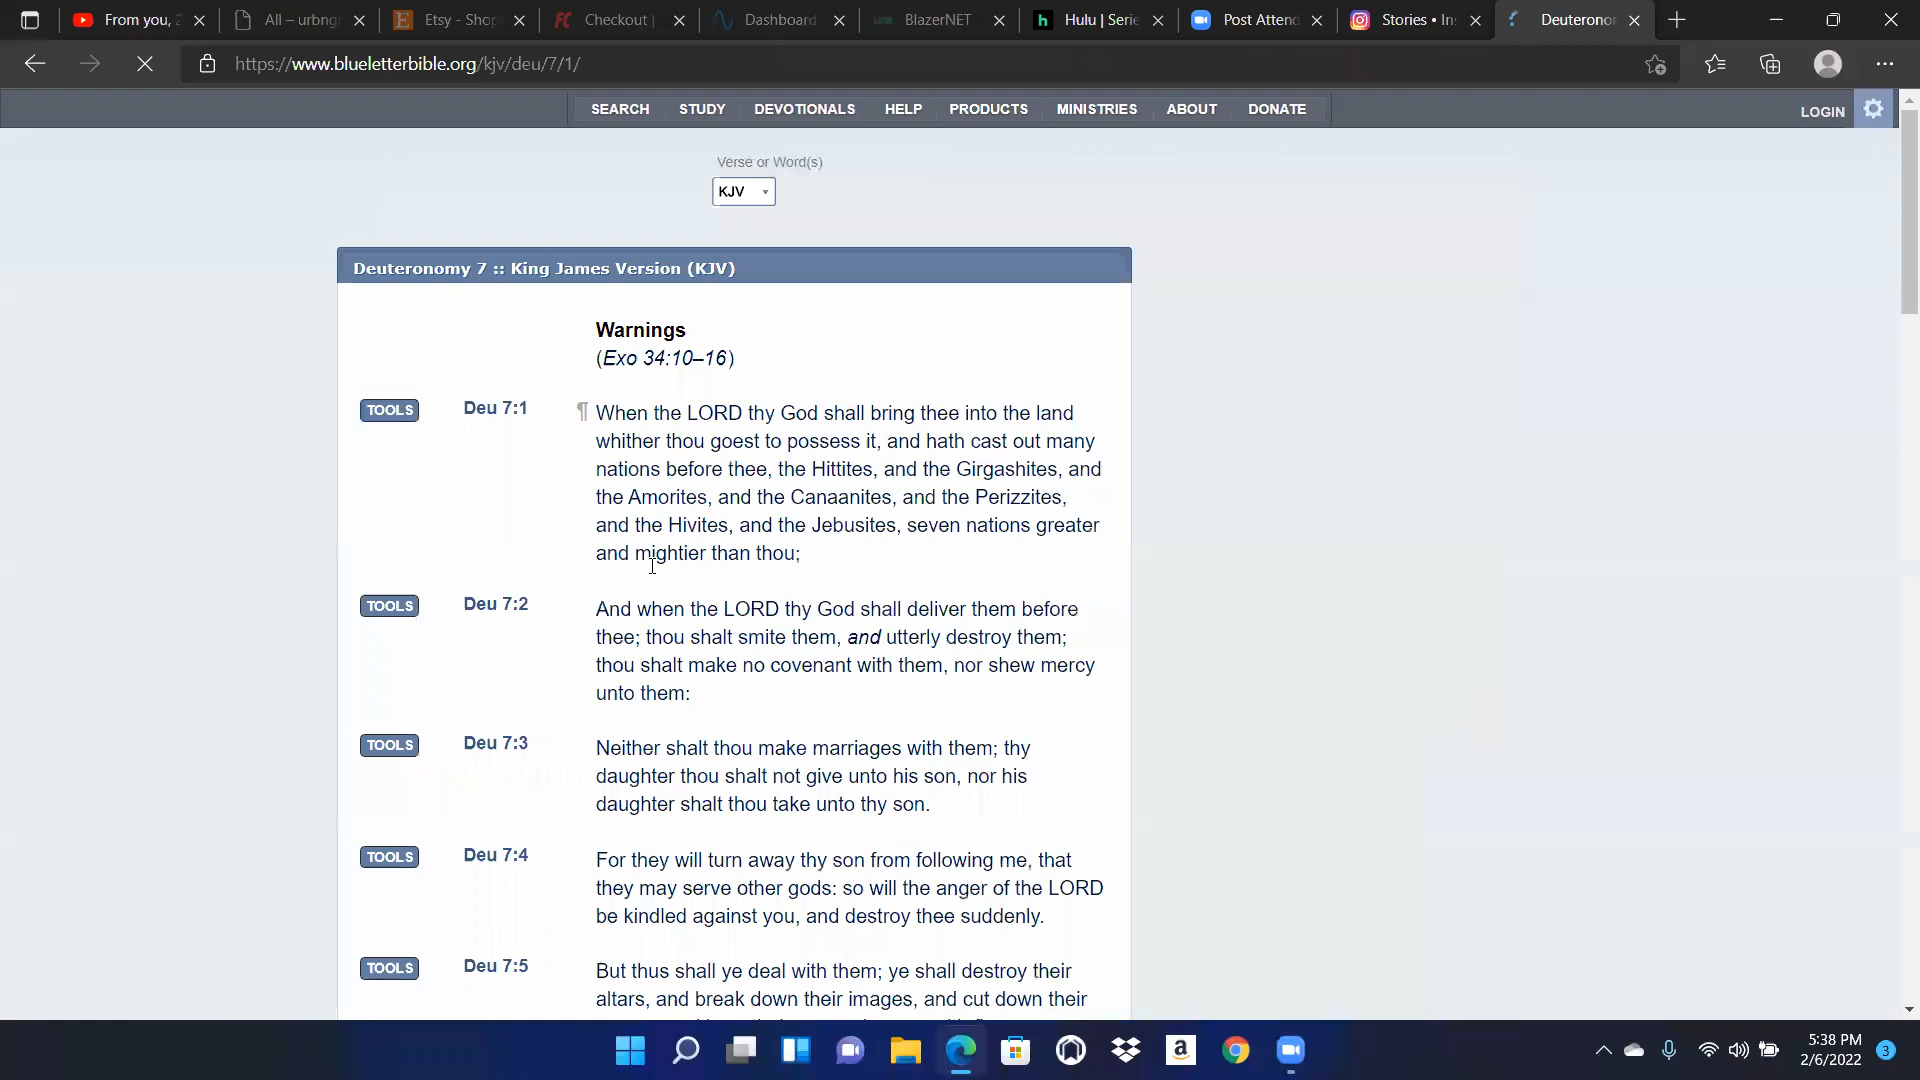 From you, 2
All – urbng
Etsy - Shop
FC Checkout |
Dashboard
BlazerNET
h Hulu | Serie
Post Attend
Stories • In
Deuteronor
https://www.blueletterbible.org/kjv/deu/7/1/
SEARCH STUDY DEVOTIONALS HELP PRODUCTS MINISTRIES ABOUT DONATE
LOGIN
Verse or Word(s)
KJV
Deuteronomy 7 :: King James Version (KJV)
Warnings
(Exo 34:10–16)
TOOLS Deu 7:1 ¶ When the LORD thy God shall bring thee into the land
whither thou goest to possess it, and hath cast out many
nations before thee, the Hittites, and the Girgashites, and
the Amorites, and the Canaanites, and the Perizzites,
and the Hivites, and the Jebusites, seven nations greater
and mightier than thou;
TOOLS Deu 7:2 And when the LORD thy God shall deliver them before
thee; thou shalt smite them, and utterly destroy them;
thou shalt make no covenant with them, nor shew mercy
unto them:
TOOLS Deu 7:3 Neither shalt thou make marriages with them; thy
daughter thou shalt not give unto his son, nor his
daughter shalt thou take unto thy son.
TOOLS Deu 7:4 For they will turn away thy son from following me, that
they may serve other gods: so will the anger of the LORD
be kindled against you, and destroy thee suddenly.
TOOLS Deu 7:5 But thus shall ye deal with them; ye shall destroy their
altars, and break down their images, and cut down their
a
5:38 PM
2/6/2022
3